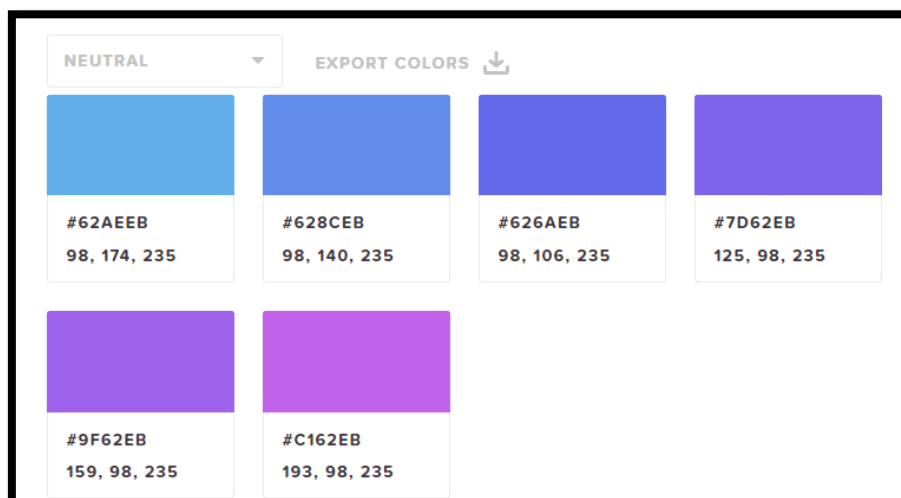 NEUTRAL
EXPORT COLORS
#62AEEB
98, 174, 235
#628CEB
98, 140, 235
#626AEB
98, 106, 235
#7D62EB
125, 98, 235
#9F62EB
159, 98, 235
#C162EB
193, 98, 235